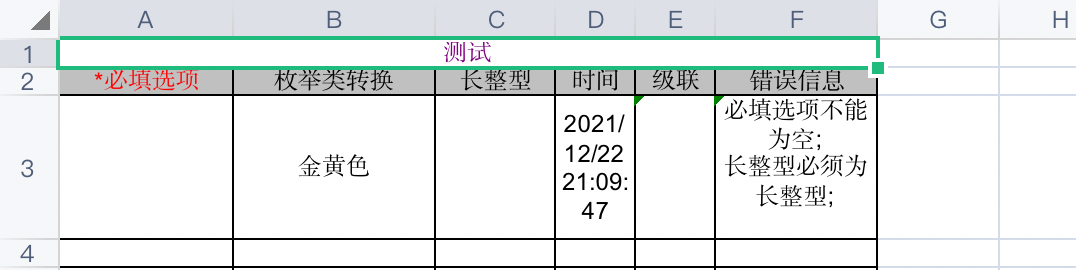 A B C D E F G H
1 测试
2 *必填选项 枚举类转换 长整型 时间 级联 错误信息
3 金黄色 2021/
12/22
21:09:
47 必填选项不能
为空;
长整型必须为
长整型;
4